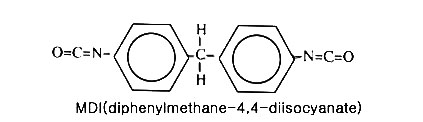 H
O=C=N- -C- -N=C=O
H
MDI(diphenylmethane-4,4-diisocyanate)